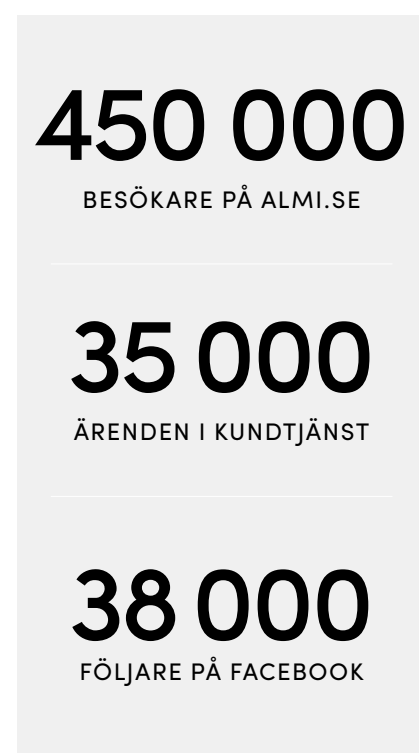 450 000
BESÖKARE PÅ ALMI.SE
35 000
ÄRENDEN I KUNDTJÄNST
38 000
FÖLJARE PÅ FACEBOOK